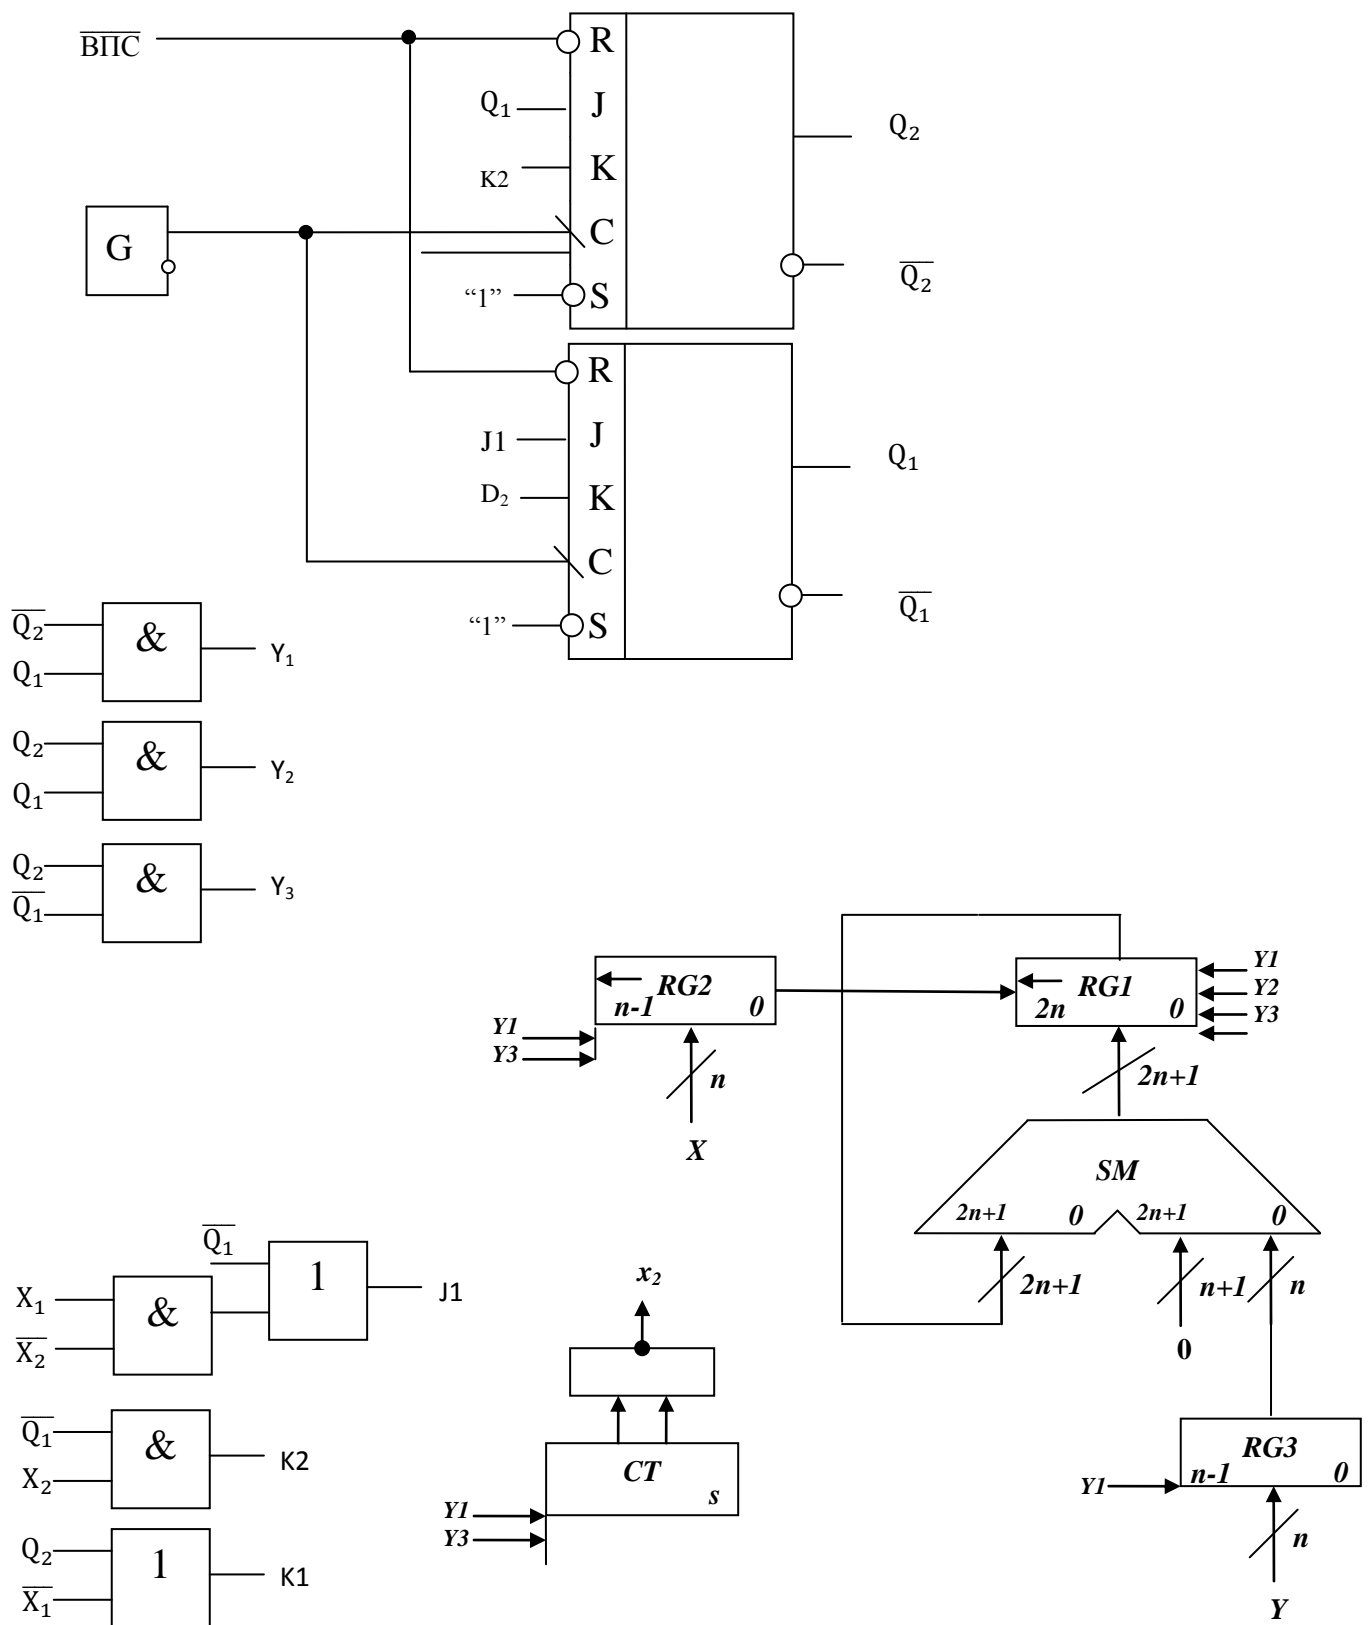 ВПС
R
Q1
J
K2
K
Q2
G
C
Q2
“1”
S
R
J1
J
Q1
D2
K
C
Q1
“1”
S
Q2
&
Y1
Q1
Q2
&
Y2
Q1
Q2
&
Y3
Q1
RG2
n-1
0
Y1
Y3
n
X
RG1
2n
0
Y1
Y2
Y3
2n+1
SM
2n+1
0
2n+1
0
2n+1
n+1
n
0
Q1
1
J1
X1
&
X2
x2
Q1
&
K2
X2
CT
s
Y1
Y3
RG3
n-1
0
Y1
n
Y
Q2
1
K1
X1